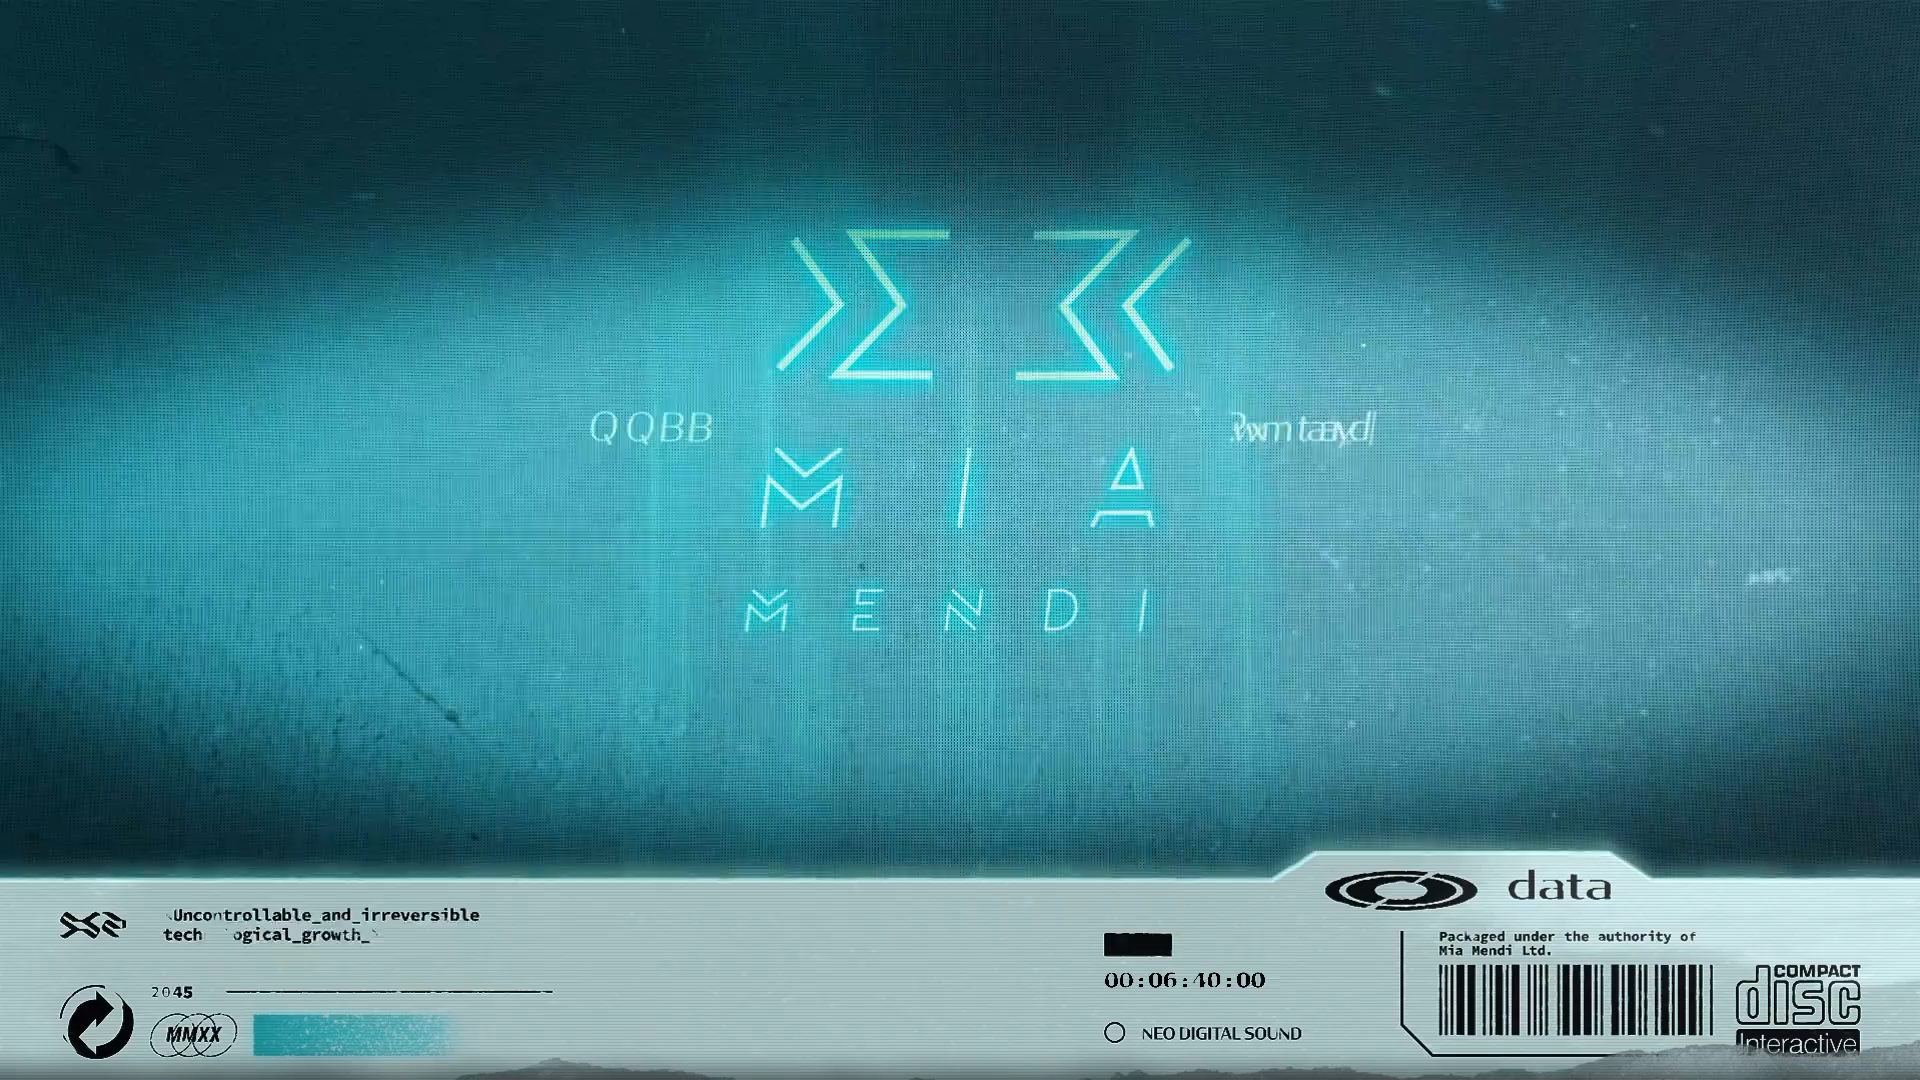 QQBB
MIA
MENDI
data
Uncontrollable_and_irreversible
tech ogical_growth_
Packaged under the authority of
Mia Mendi Ltd.
00:06:40:00
2045
MMXX
NEO DIGITAL SOUND
COMPACT
disc
Interactive